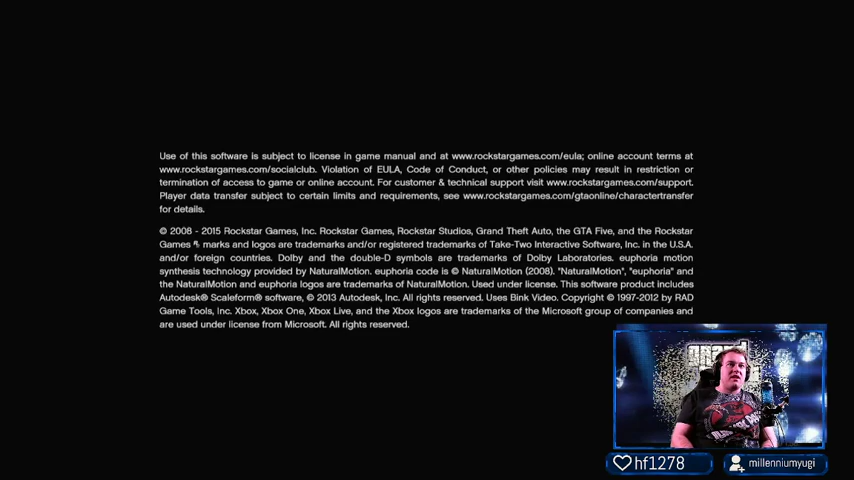 Use of this software is subject to license in game manual and at www.rockstargames.com/eula; online account terms at
www.rockstargames.com/socialclub. Violation of EULA, Code of Conduct, or other policies may result in restriction or
termination of access to game or online account. For customer & technical support visit www.rockstargames.com/support.
Player data transfer subject to certain limits and requirements, see www.rockstargames.com/gtaonline/charactertransfer
for details.
© 2008 - 2015 Rockstar Games, Inc. Rockstar Games, Rockstar Studios, Grand Theft Auto, the GTA Five, and the Rockstar
Games marks and logos are trademarks and/or registered trademarks of Take-Two Interactive Software, Inc. in the U.S.A.
and/or foreign countries. Dolby and the double-D symbols are trademarks of Dolby Laboratories. euphoria motion
synthesis technology provided by NaturalMotion. euphoria code is © NaturalMotion (2008). "NaturalMotion", "euphoria" and
the NaturalMotion and euphoria logos are trademarks of NaturalMotion. Used under license. This software product includes
Autodesk® Scaleform® software, © 2013 Autodesk, Inc. All rights reserved. Uses Bink Video. Copyright © 1997-2012 by RAD
Game Tools, Inc. Xbox, Xbox One, Xbox Live, and the Xbox logos are trademarks of the Microsoft group of companies and
are used under license from Microsoft. All rights reserved.
hf1278
millenniumyugi